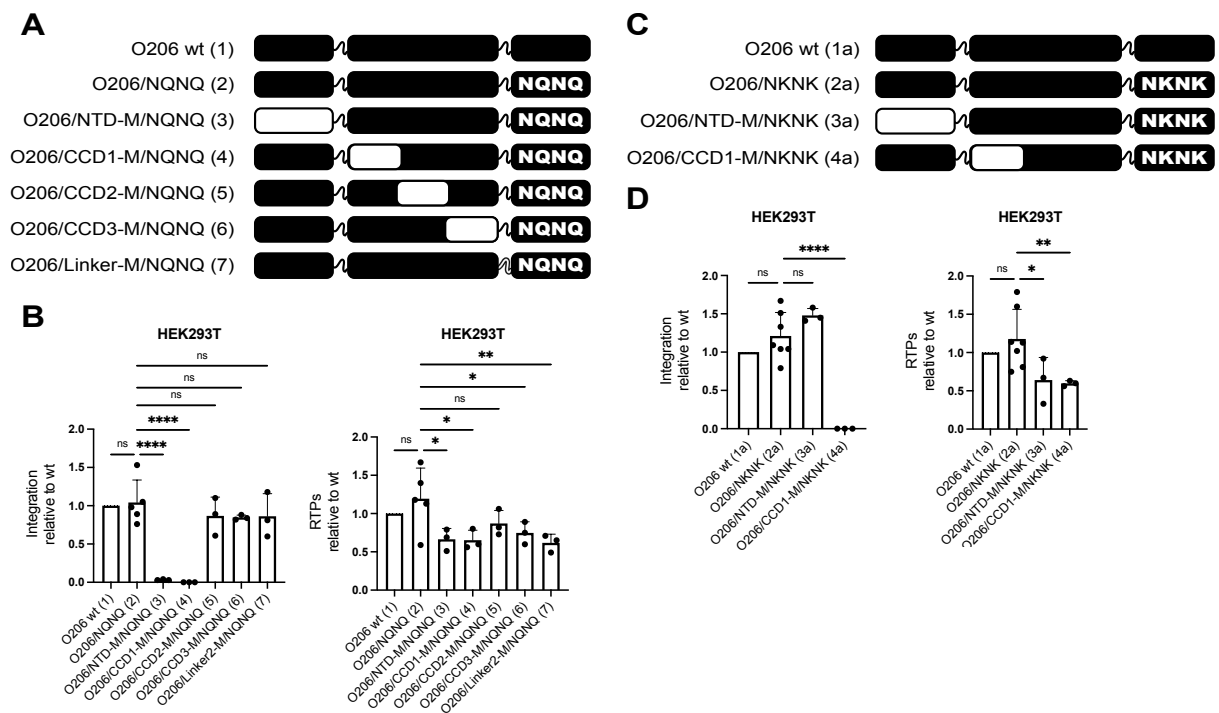 A
O206 wt (1)
O206/NQNQ (2)
NQNQ
O206/NTD-M/NQNQ (3)
NQNQ
O206/CCD1-M/NQNQ (4)
NQNQ
O206/CCD2-M/NQNQ (5)
NQNQ
O206/CCD3-M/NQNQ (6)
NQNQ
O206/Linker-M/NQNQ (7)
NQNQ
B
HEK293T
ns
ns
ns
****
ns
****
Integration
relative to wt
2.0
1.5
1.0
0.5
0.0
O206 wt (1)
O206/NQNQ (2)
O206/NTD-M/NQNQ (3)
O206/CCD1-M/NQNQ (4)
O206/CCD2-M/NQNQ (5)
O206/CCD3-M/NQNQ (6)
O206/Linker2-M/NQNQ (7)
HEK293T
**
*
ns
*
ns
*
RTPs
relative to wt
2.0
1.5
1.0
0.5
0.0
O206 wt (1)
O206/NQNQ (2)
O206/NTD-M/NQNQ (3)
O206/CCD1-M/NQNQ (4)
O206/CCD2-M/NQNQ (5)
O206/CCD3-M/NQNQ (6)
O206/Linker2-M/NQNQ (7)
C
O206 wt (1a)
O206/NKNK (2a)
NKNK
O206/NTD-M/NKNK (3a)
NKNK
O206/CCD1-M/NKNK (4a)
NKNK
D
HEK293T
****
ns
ns
Integration
relative to wt
2.0
1.5
1.0
0.5
0.0
O206 wt (1a)
O206/NKNK (2a)
O206/NTD-M/NKNK (3a)
O206/CCD1-M/NKNK (4a)
HEK293T
**
ns
*
RTPs
relative to wt
2.0
1.5
1.0
0.5
0.0
O206 wt (1a)
O206/NKNK (2a)
O206/NTD-M/NKNK (3a)
O206/CCD1-M/NKNK (4a)